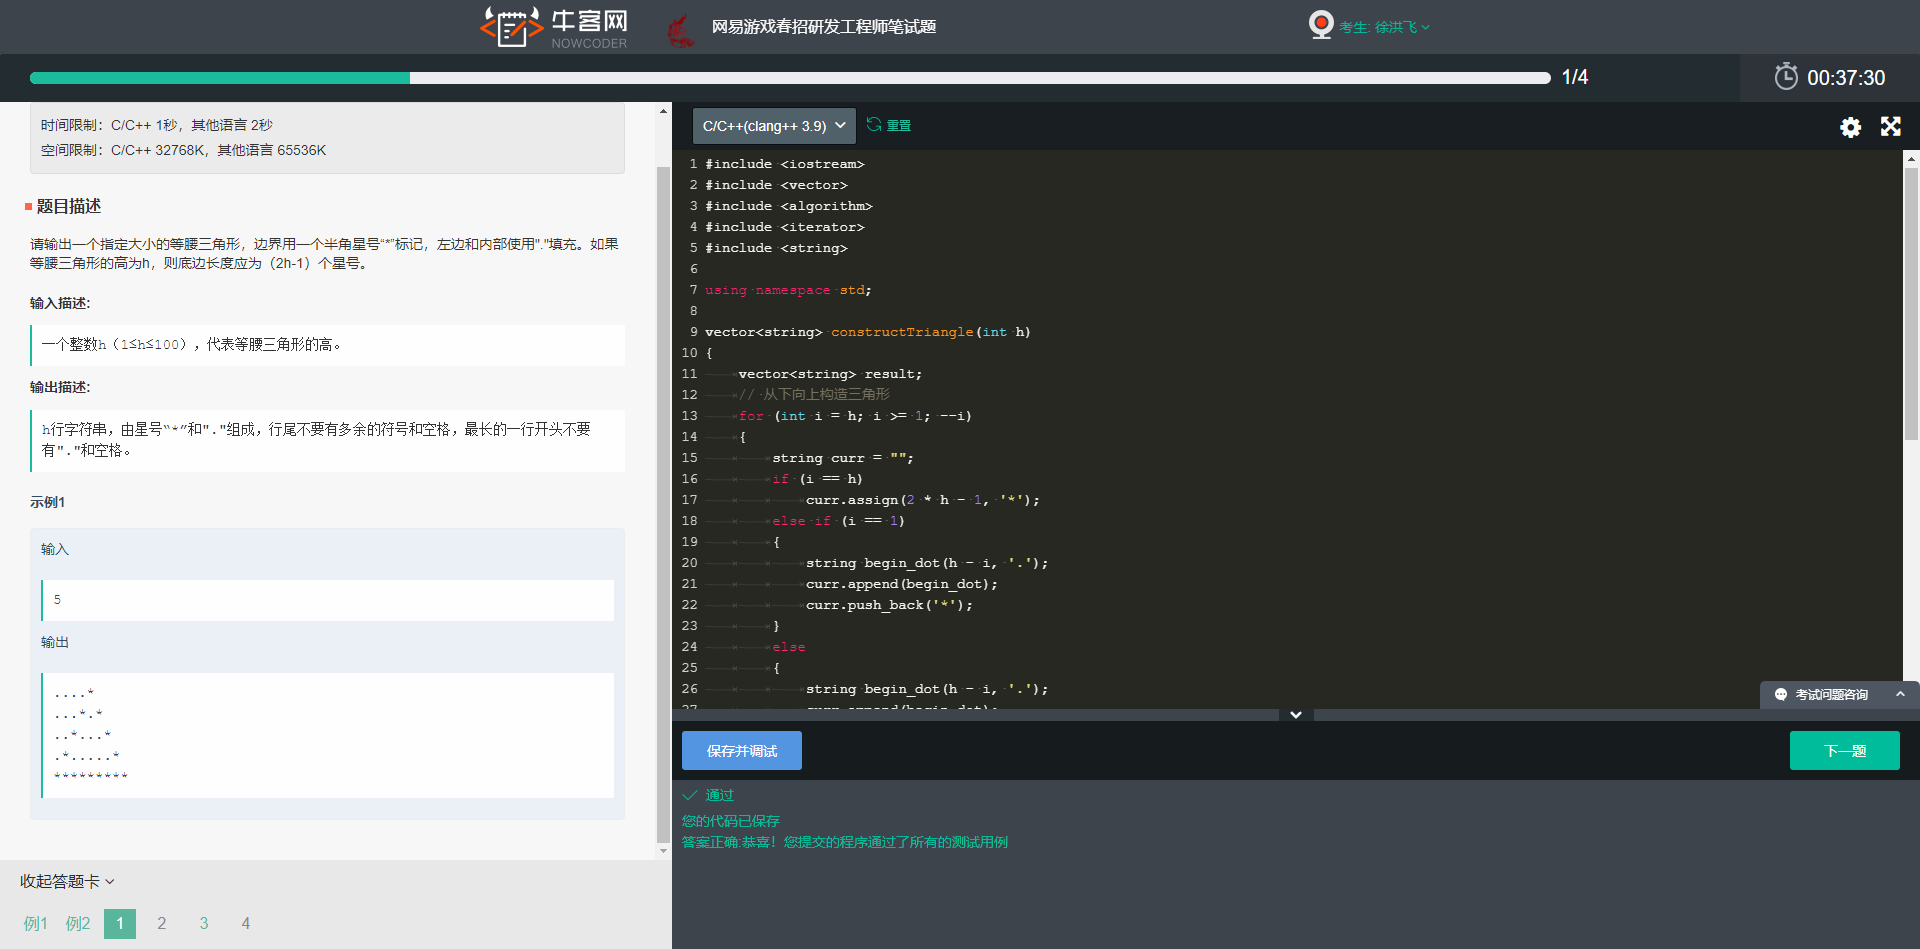 牛客网
NOWCODER
网易游戏春招研发工程师笔试题
考生: 徐洪飞
1/4
00:37:30
时间限制：C/C++ 1秒，其他语言 2秒
空间限制：C/C++ 32768K，其他语言 65536K
题目描述
请输出一个指定大小的等腰三角形，边界用一个半角星号“*”标记，左边和内部使用"."填充。如果
等腰三角形的高为h，则底边长度应为（2h-1）个星号。
输入描述:
一个整数h（1≤h≤100），代表等腰三角形的高。
输出描述:
h行字符串，由星号“*”和"."组成，行尾不要有多余的符号和空格，最长的一行开头不要
有"."和空格。
示例1
输入
5
输出
....*
...*.*
..*...*
.*.....*
*********
收起答题卡
例1 例2 1 2 3 4
C/C++(clang++ 3.9) 重置
1 #include <iostream>
2 #include <vector>
3 #include <algorithm>
4 #include <iterator>
5 #include <string>
6
7 using namespace std;
8
9 vector<string> constructTriangle(int h)
10 {
11 vector<string> result;
12 // 从下向上构造三角形
13 for (int i = h; i >= 1; --i)
14 {
15 string curr = "";
16 if (i == h)
17 curr.assign(2 * h - 1, '*');
18 else if (i == 1)
19 {
20 string begin_dot(h - i, '.');
21 curr.append(begin_dot);
22 curr.push_back('*');
23 }
24 else
25 {
26 string begin_dot(h - i, '.');
27 curr.append(begin_dot);
考试问题咨询
保存并调试
下一题
通过
您的代码已保存
答案正确:恭喜！您提交的程序通过了所有的测试用例